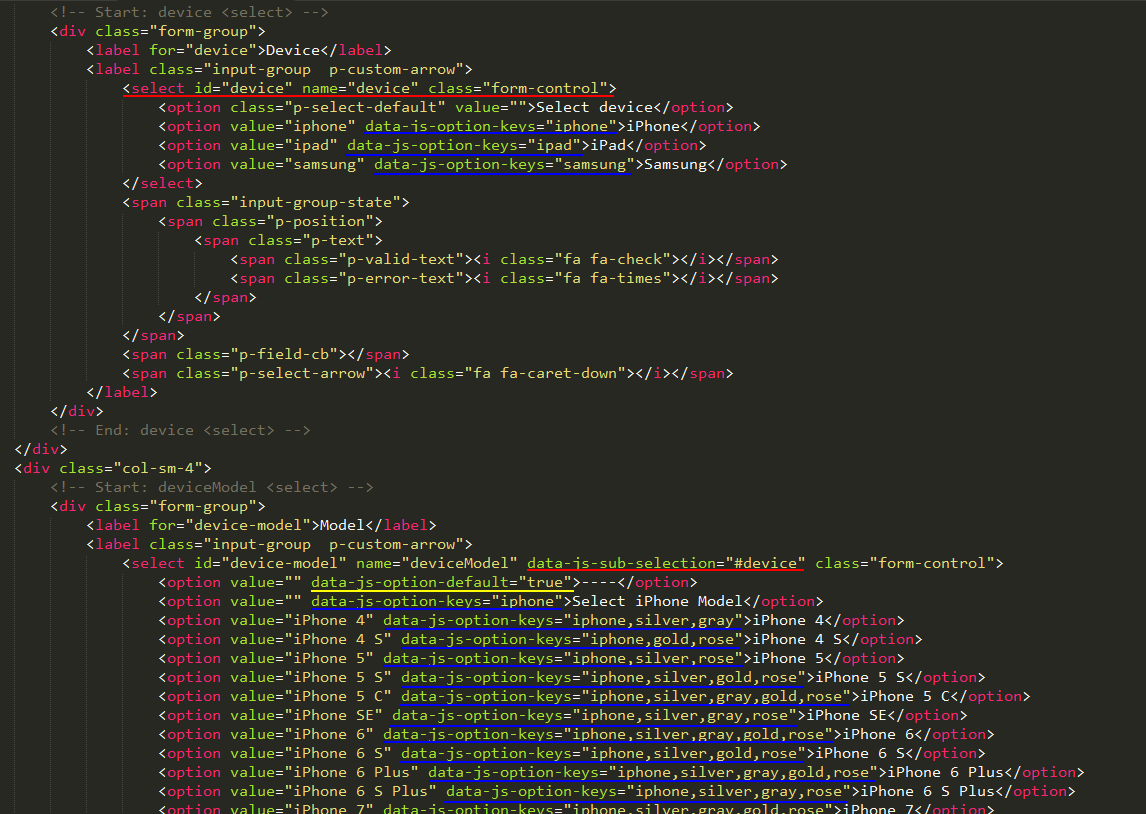 <!-- Start: device <select> -->
<div class="form-group">
<label for="device">Device</label>
<label class="input-group  p-custom-arrow">
<select id="device" name="device" class="form-control">
<option class="p-select-default" value="">Select device</option>
<option value="iphone" data-js-option-keys="iphone">iPhone</option>
<option value="ipad" data-js-option-keys="ipad">iPad</option>
<option value="samsung" data-js-option-keys="samsung">Samsung</option>
</select>
<span class="input-group-state">
<span class="p-position">
<span class="p-text">
<span class="p-valid-text"><i class="fa fa-check"></i></span>
<span class="p-error-text"><i class="fa fa-times"></i></span>
</span>
</span>
</span>
<span class="p-field-cb"></span>
<span class="p-select-arrow"><i class="fa fa-caret-down"></i></span>
</label>
</div>
<!-- End: device <select> -->
</div>
<div class="col-sm-4">
<!-- Start: deviceModel <select> -->
<div class="form-group">
<label for="device-model">Model</label>
<label class="input-group  p-custom-arrow">
<select id="device-model" name="deviceModel" data-js-sub-selection="#device" class="form-control">
<option value="" data-js-option-default="true">----</option>
<option value="" data-js-option-keys="iphone">Select iPhone Model</option>
<option value="iPhone 4" data-js-option-keys="iphone,silver,gray">iPhone 4</option>
<option value="iPhone 4 S" data-js-option-keys="iphone,gold,rose">iPhone 4 S</option>
<option value="iPhone 5" data-js-option-keys="iphone,silver,rose">iPhone 5</option>
<option value="iPhone 5 S" data-js-option-keys="iphone,silver,gold,rose">iPhone 5 S</option>
<option value="iPhone 5 C" data-js-option-keys="iphone,silver,gray,gold,rose">iPhone 5 C</option>
<option value="iPhone SE" data-js-option-keys="iphone,silver,gray,rose">iPhone SE</option>
<option value="iPhone 6" data-js-option-keys="iphone,silver,gray,gold,rose">iPhone 6</option>
<option value="iPhone 6 S" data-js-option-keys="iphone,silver,gold,rose">iPhone 6 S</option>
<option value="iPhone 6 Plus" data-js-option-keys="iphone,silver,gray,gold,rose">iPhone 6 Plus</option>
<option value="iPhone 6 S Plus" data-js-option-keys="iphone,silver,gray,rose">iPhone 6 S Plus</option>
<option value="iPhone 7" data-js-option-keys="iphone,silver,gray,gold,rose">iPhone 7</option>